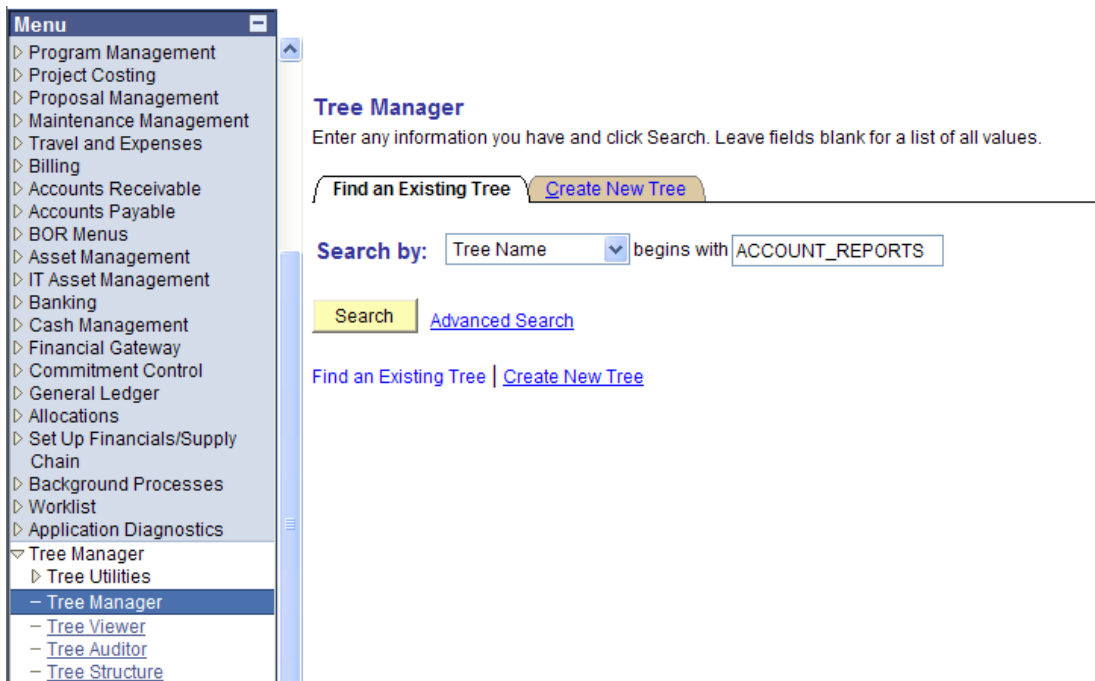 Menu
Program Management
Project Costing
Proposal Management
Maintenance Management
Travel and Expenses
Billing
Accounts Receivable
Accounts Payable
BOR Menus
Asset Management
IT Asset Management
Banking
Cash Management
Financial Gateway
Commitment Control
General Ledger
Allocations
Set Up Financials/Supply
Chain
Background Processes
Worklist
Application Diagnostics
Tree Manager
Tree Utilities
– Tree Manager
– Tree Viewer
– Tree Auditor
– Tree Structure
Tree Manager
Enter any information you have and click Search. Leave fields blank for a list of all values.
Find an Existing Tree Create New Tree
Search by: Tree Name begins with ACCOUNT_REPORTS
Search Advanced Search
Find an Existing Tree | Create New Tree